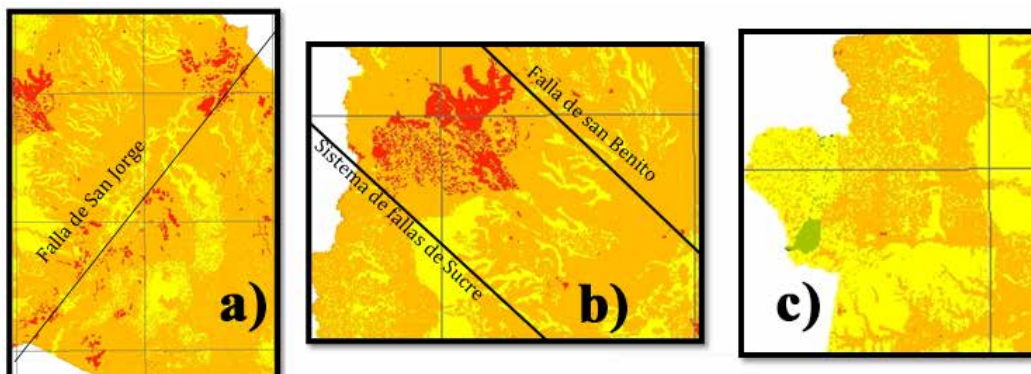 Falla de San Jorge
a)
Falla de san Benito
Sistema de fallas de Sucre
b)
c)